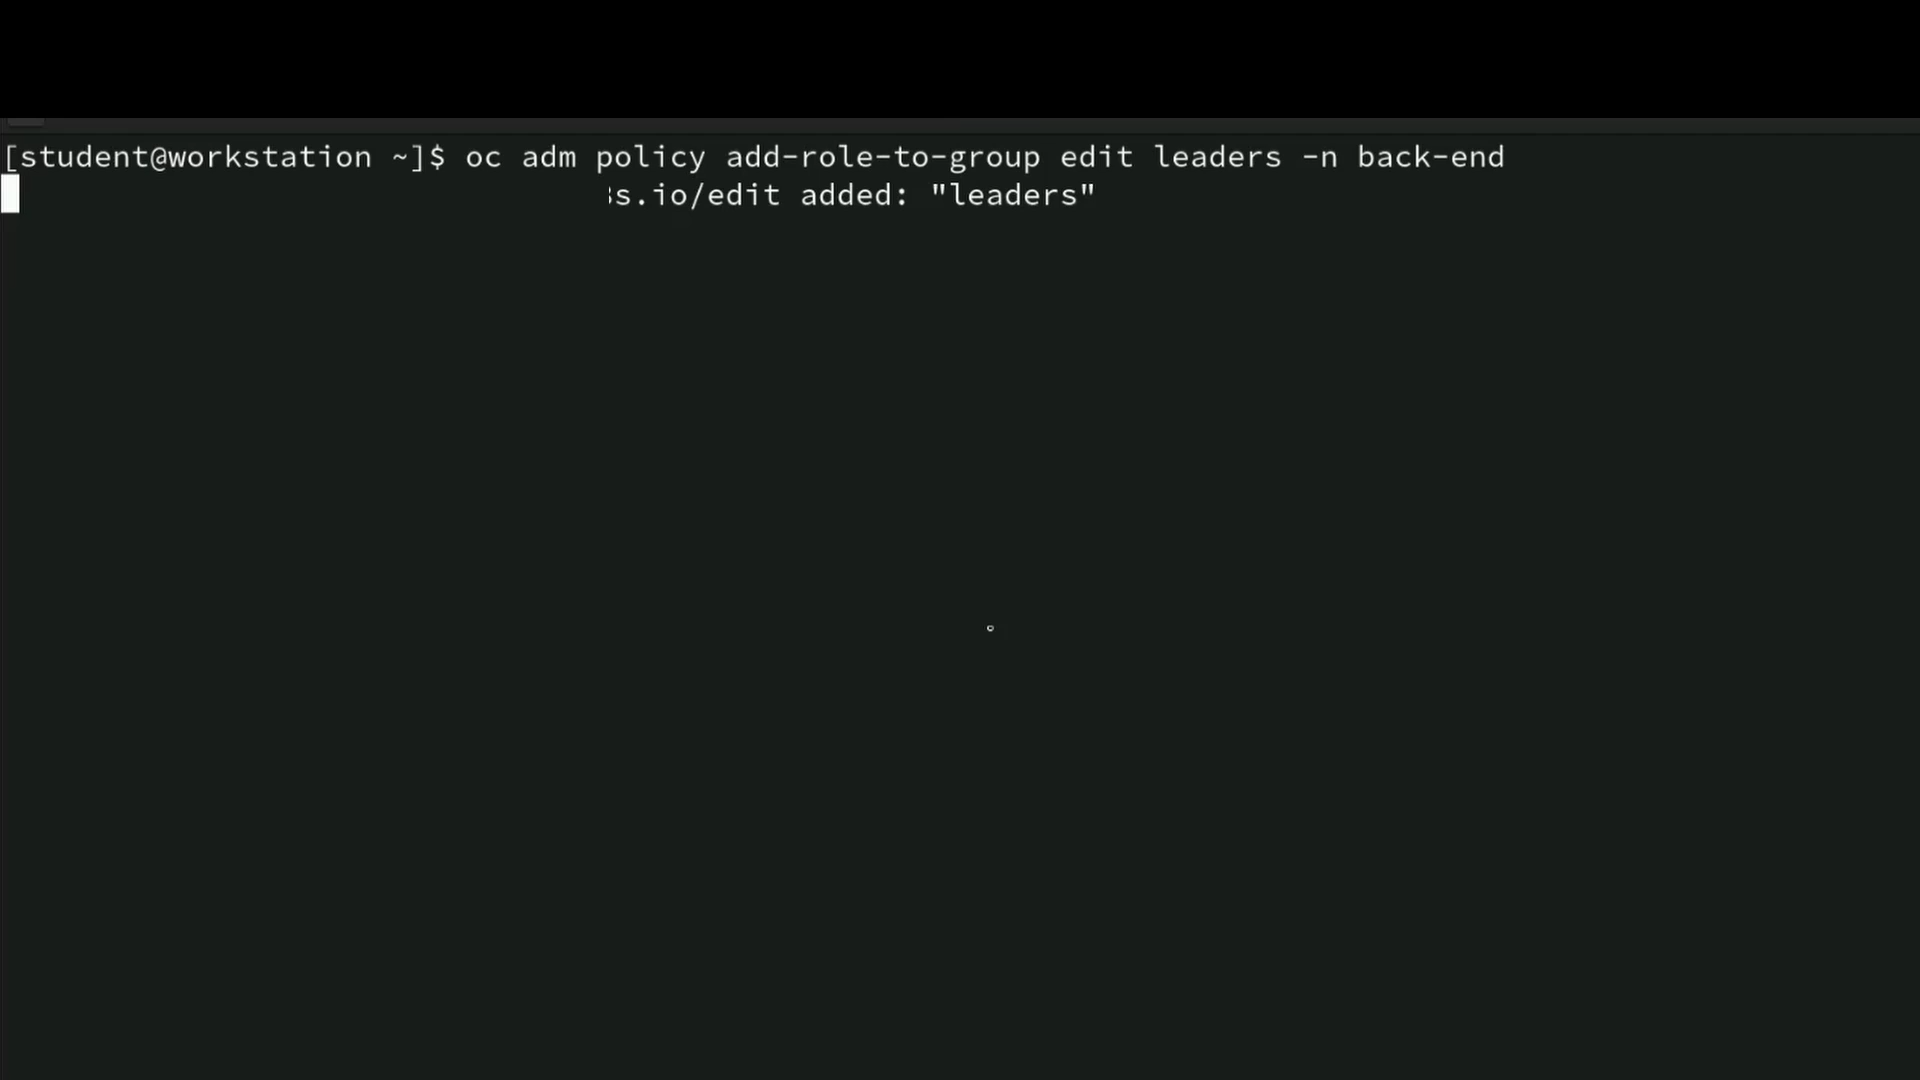 [student@workstation ~]$ oc adm policy add-role-to-group edit leaders -n back-end
s.io/edit added: "leaders"